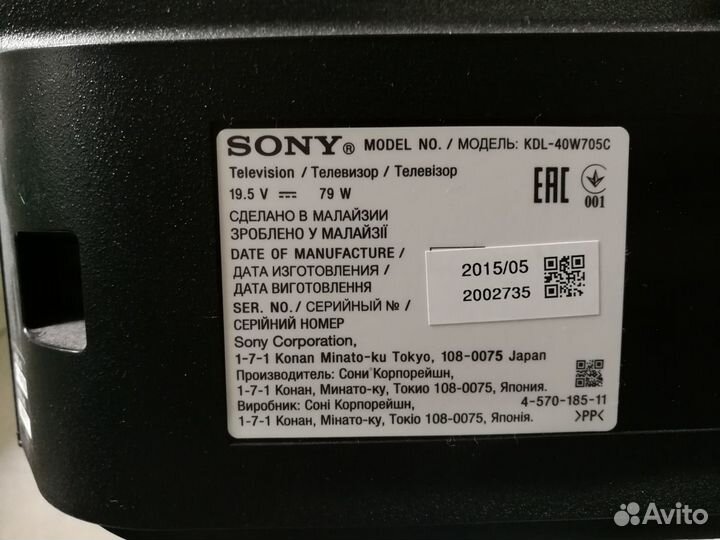 SONY® MODEL NO. / МОДЕЛЬ: KDL-40W705C
Television / Телевизор / Телевізор
19.5 V ⎓ 79 W
EAC
001
СДЕЛАНО В МАЛАЙЗИИ
ЗРОБЛЕНО У МАЛАЙЗІЇ
DATE OF MANUFACTURE /
ДАТА ИЗГОТОВЛЕНИЯ /
ДАТА ВИГОТОВЛЕННЯ
2015/05
SER. NO./ СЕРИЙНЫЙ № /
СЕРІЙНИЙ НОМЕР
2002735
Sony Corporation,
1-7-1 Konan Minato-ku Tokyo, 108-0075 Japan
Производитель: Сони Корпорейшн,
1-7-1 Конан, Минато-ку, Токио 108-0075, Япония.
Виробник: Соні Корпорейшн,
1-7-1 Конан, Мінато-ку, Токіо 108-0075, Японія.
4-570-185-11
>PP<
Avito